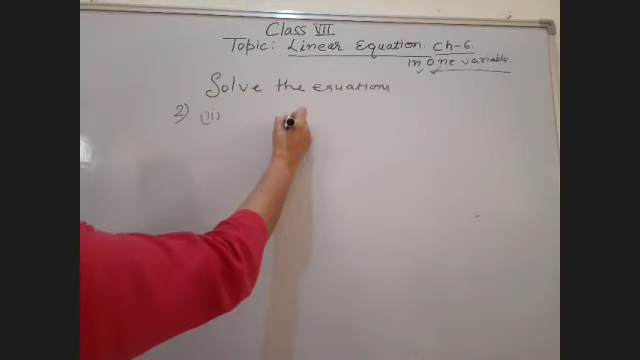 Class VII
Topic: Linear Equation. Ch-6.
in One variable.
Solve the equations
2) (ii)